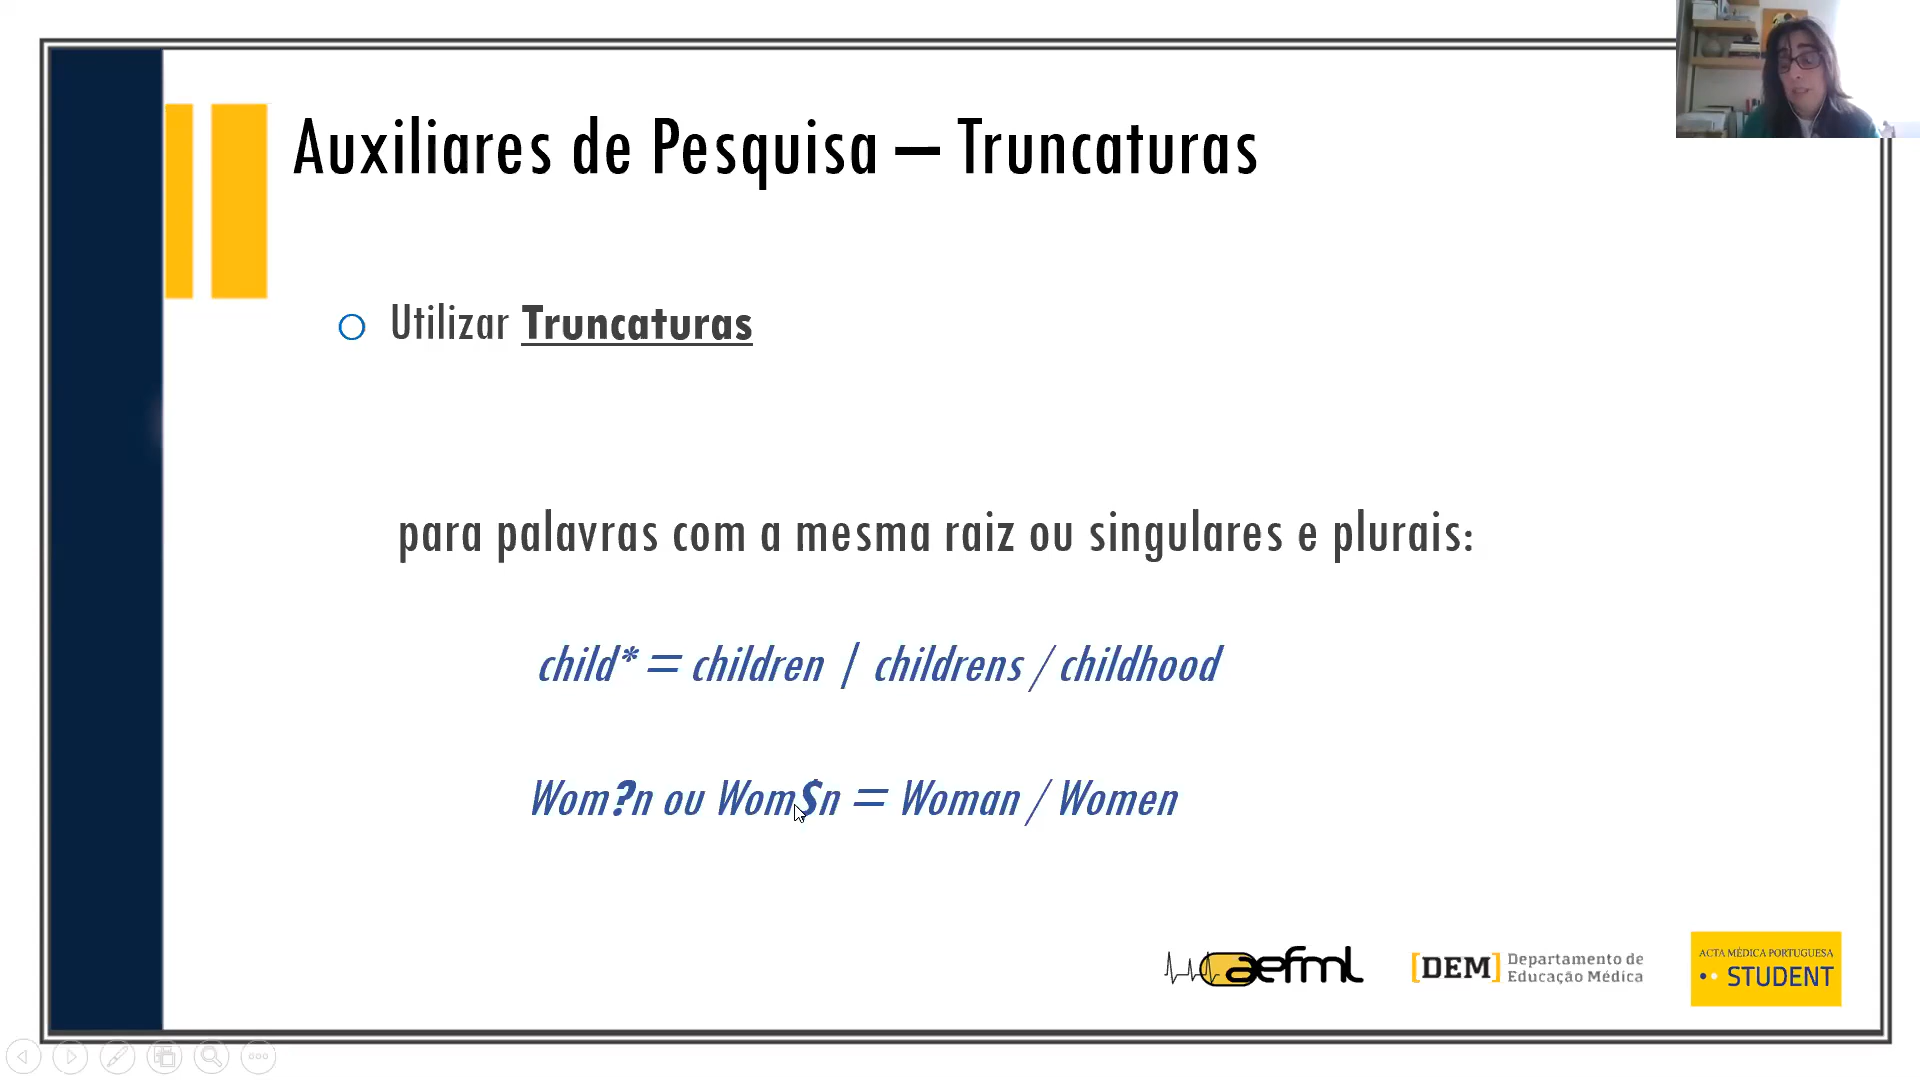 Auxiliares de Pesquisa – Truncaturas
Utilizar Truncaturas
para palavras com a mesma raiz ou singulares e plurais:
child* = children | childrens / childhood
Wom?n ou Wom$n = Woman / Women
aefml
[DEM] Departamento de
Educação Médica
ACTA MÉDICA PORTUGUESA
STUDENT